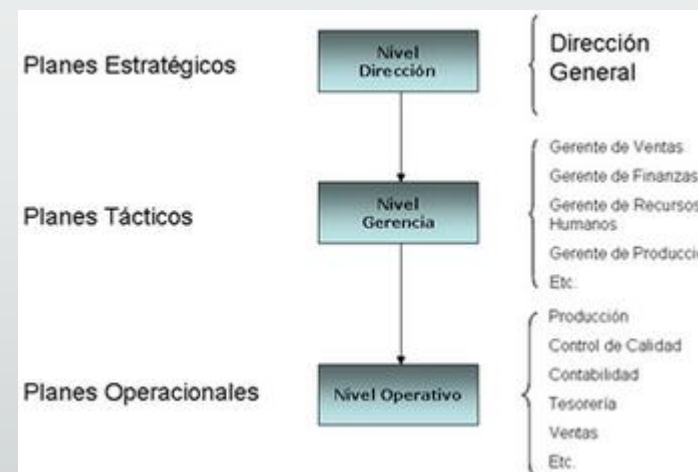 Planes Estratégicos
Nivel
Dirección
Dirección
General
Planes Tácticos
Nivel
Gerencia
Gerente de Ventas
Gerente de Finanzas
Gerente de Recursos
Humanos
Gerente de Producci
Etc.
Planes Operacionales
Nivel Operativo
Producción
Control de Calidad
Contabilidad
Tesorería
Ventas
Etc.